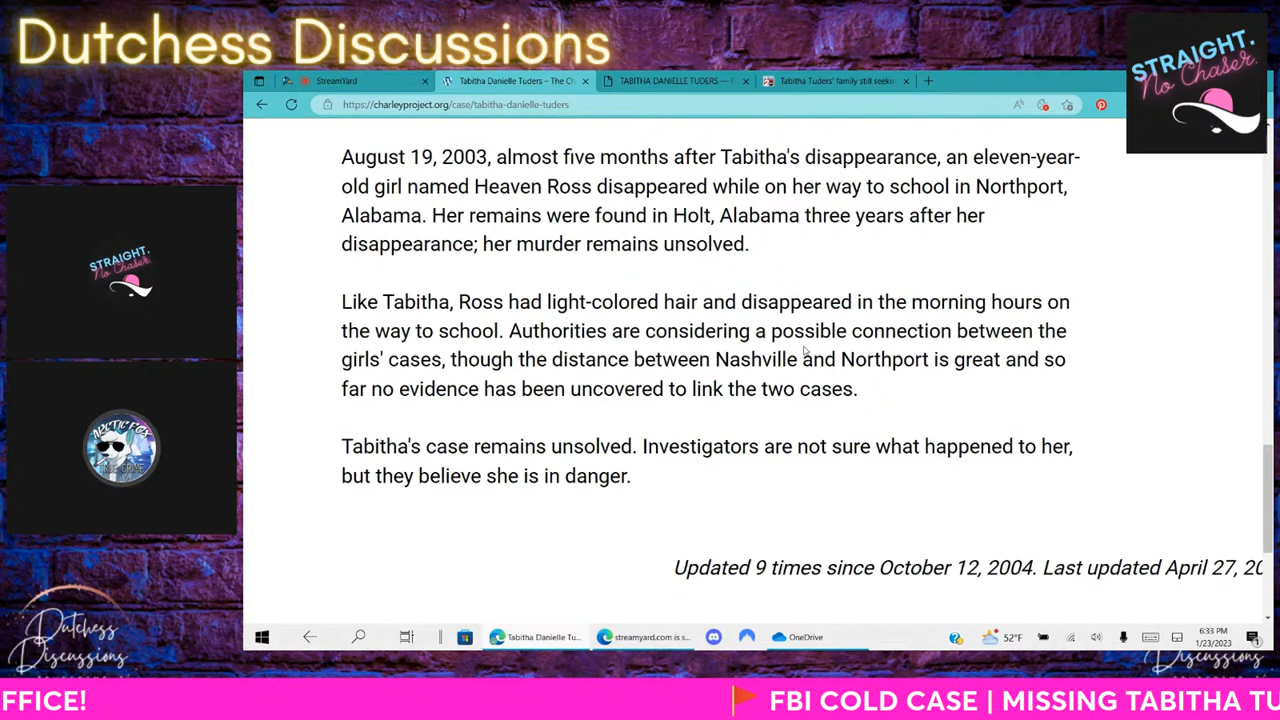 Dutchess Discussions
STRAIGHT.
No Chaser.
StreamYard
Tabitha Danielle Tuders – The Ch
TABITHA DANIELLE TUDERS —
Tabitha Tuders' family still seekin
https://charleyproject.org/case/tabitha-danielle-tuders
August 19, 2003, almost five months after Tabitha's disappearance, an eleven-year-
old girl named Heaven Ross disappeared while on her way to school in Northport,
Alabama. Her remains were found in Holt, Alabama three years after her
disappearance; her murder remains unsolved.
Like Tabitha, Ross had light-colored hair and disappeared in the morning hours on
the way to school. Authorities are considering a possible connection between the
girls' cases, though the distance between Nashville and Northport is great and so
far no evidence has been uncovered to link the two cases.
Tabitha's case remains unsolved. Investigators are not sure what happened to her,
but they believe she is in danger.
Updated 9 times since October 12, 2004. Last updated April 27, 20
STRAIGHT.
No Chaser.
ARCTIC FOX
TRUE CRIME
Tabitha Danielle Tu...
streamyard.com is s...
OneDrive
52°F
6:33 PM
1/23/2023
Dutchess
Discussions
Discussions
FFICE!
FBI COLD CASE | MISSING TABITHA TU